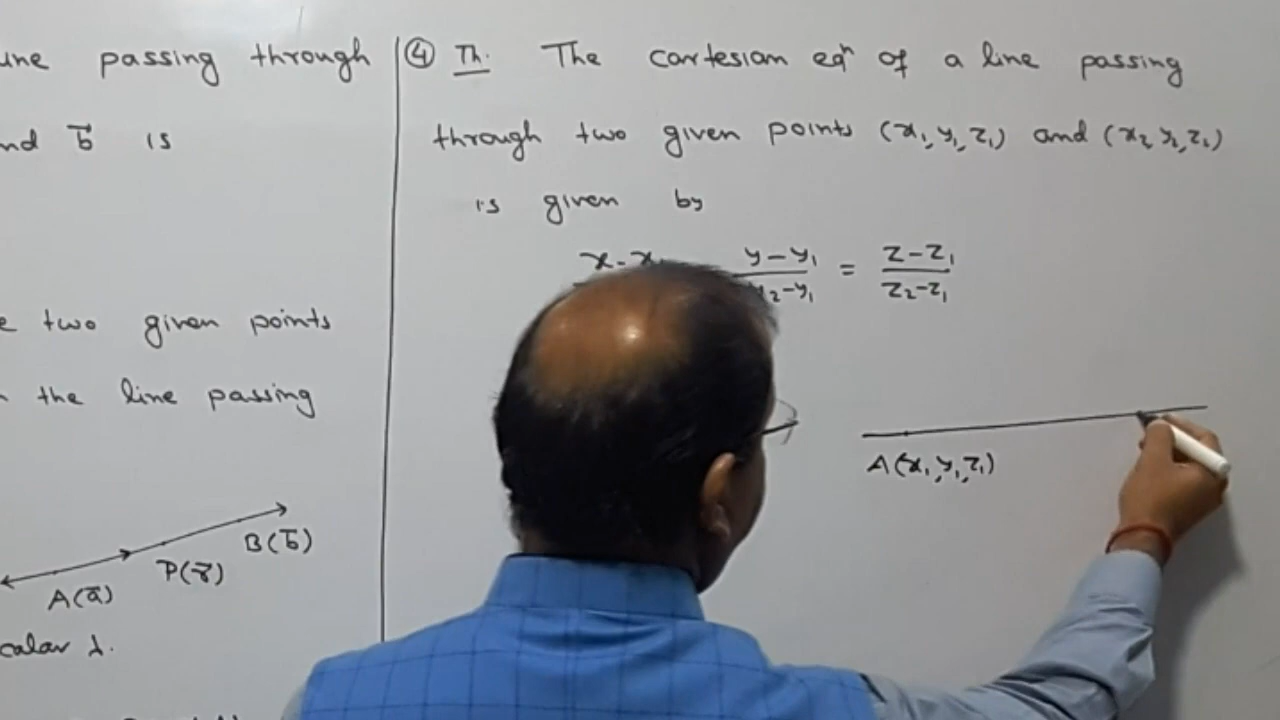 passing through
b̄ is
two given points
the line passing
A(ā)
P(r̄)
B(b̄)
λ.
④ Th. The cartesian eqⁿ of a line passing
through two given points (x₁, y₁, z₁) and (x₂, y₂, z₂)
is given by
x-x y-y₁ = z-z₁
y₂-y₁ z₂-z₁
A(x₁, y₁, z₁)